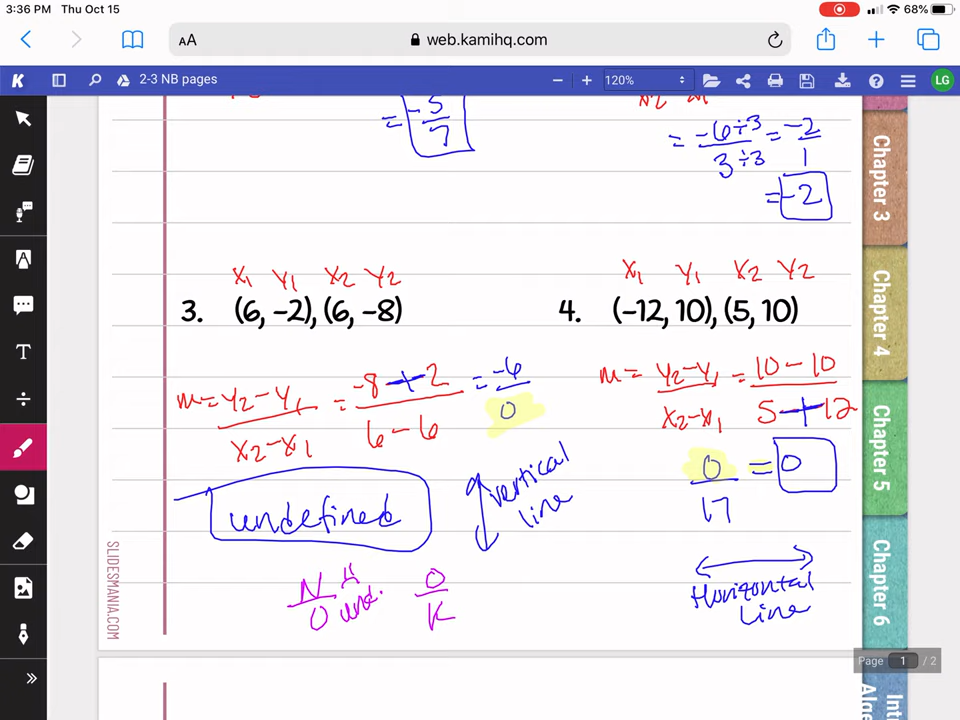 3:36 PM Thu Oct 15 68%
AA web.kamihq.com
K 2-3 NB pages 120% LG
= -5/7
= -6÷3 / 3÷3 = -2/1
= -2
x1 y1 x2 y2
3. (6, -2), (6, -8)
x1 y1 x2 y2
4. (-12, 10), (5, 10)
m = y2-y1 / x2-x1 = -8+2 / 6-6 = -6/0
undefined
vertical
line
N/0 und. 0/K
m = y2-y1 / x2-x1 = 10-10 / 5+12
0/17 = 0
Horizontal
Line
SLIDESMANIA.COM
Chapter 3
Chapter 4
Chapter 5
Chapter 6
Page 1 / 2